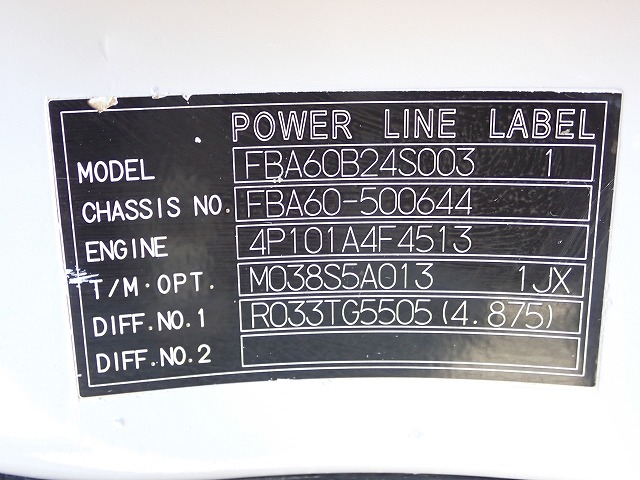 POWER LINE LABEL
MODEL FBA60B24S003 1
CHASSIS NO. FBA60-500644
ENGINE 4P101A4F4513
T/M·OPT. M038S5A013 1JX
DIFF.NO.1 R033TG5505(4.875)
DIFF.NO.2